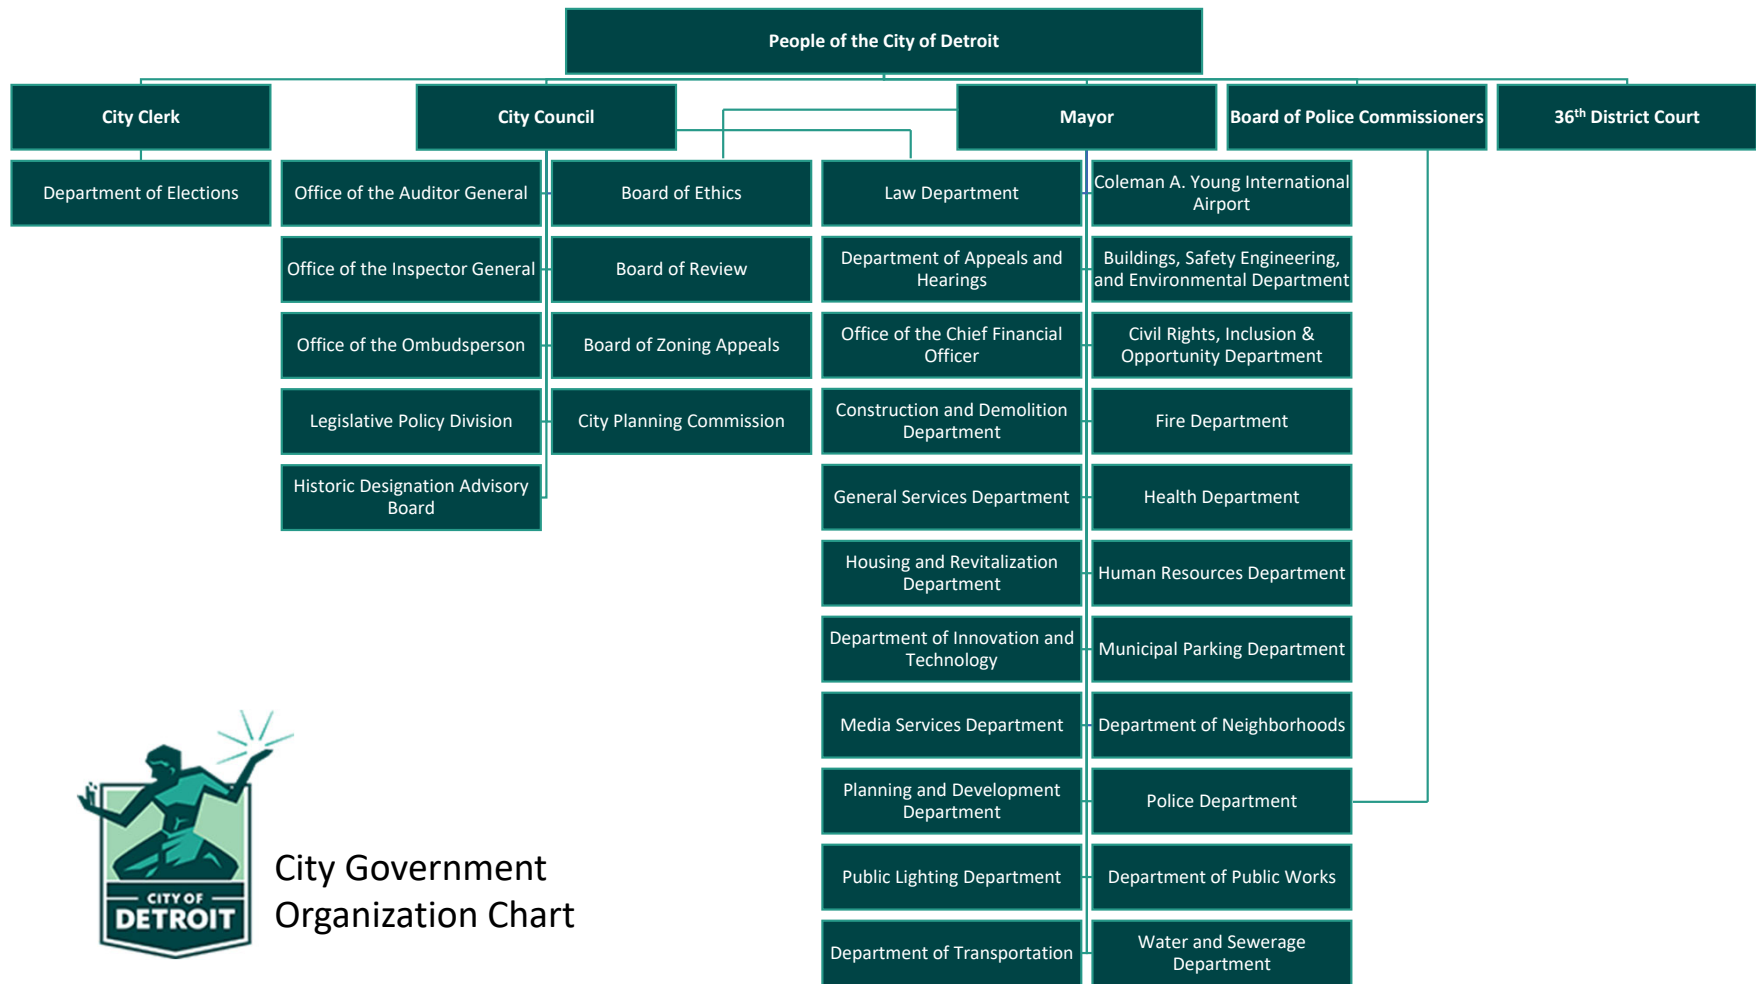 People of the City of Detroit
City Clerk
City Council
Mayor
Board of Police Commissioners
36th District Court
Department of Elections
Office of the Auditor General
Board of Ethics
Law Department
Coleman A. Young International
Airport
Office of the Inspector General
Board of Review
Department of Appeals and
Hearings
Buildings, Safety Engineering,
and Environmental Department
Office of the Ombudsperson
Board of Zoning Appeals
Office of the Chief Financial
Officer
Civil Rights, Inclusion &
Opportunity Department
Legislative Policy Division
City Planning Commission
Construction and Demolition
Department
Fire Department
Historic Designation Advisory
Board
General Services Department
Health Department
Housing and Revitalization
Department
Human Resources Department
Department of Innovation and
Technology
Municipal Parking Department
Media Services Department
Department of Neighborhoods
Planning and Development
Department
Police Department
Public Lighting Department
Department of Public Works
Department of Transportation
Water and Sewerage
Department
CITY OF
DETROIT
City Government
Organization Chart